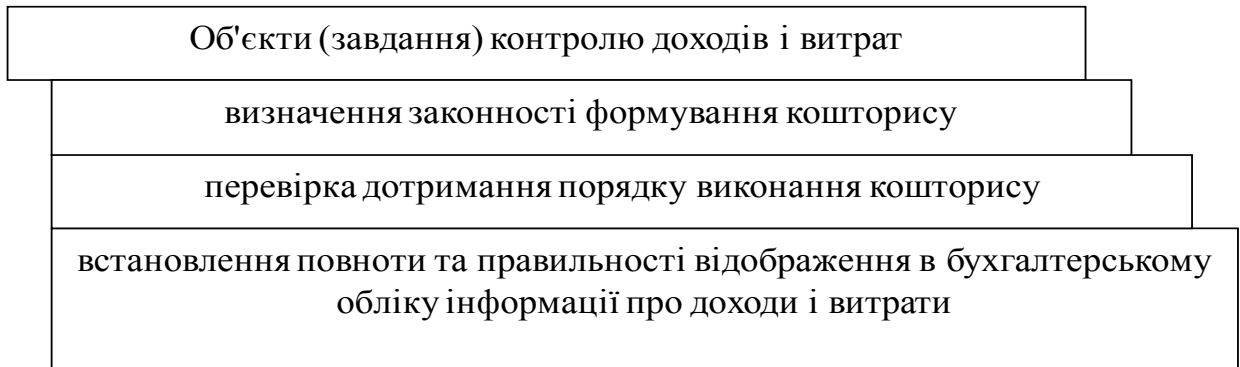 Об'єкти (завдання) контролю доходів і витрат
визначення законності формування кошторису
перевірка дотримання порядку виконання кошторису
встановлення повноти та правильності відображення в бухгалтерському
обліку інформації про доходи і витрати